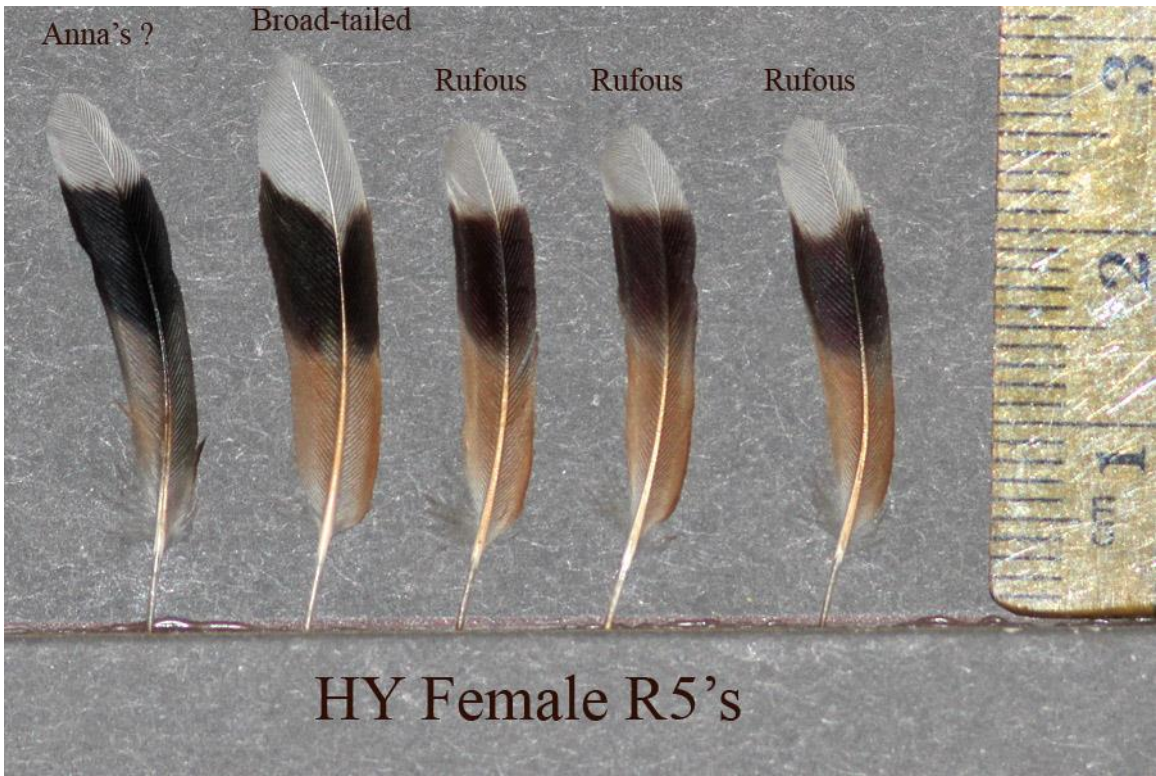 Anna's ?
Broad-tailed
Rufous
Rufous
Rufous
3
2
1
CM
HY Female R5's